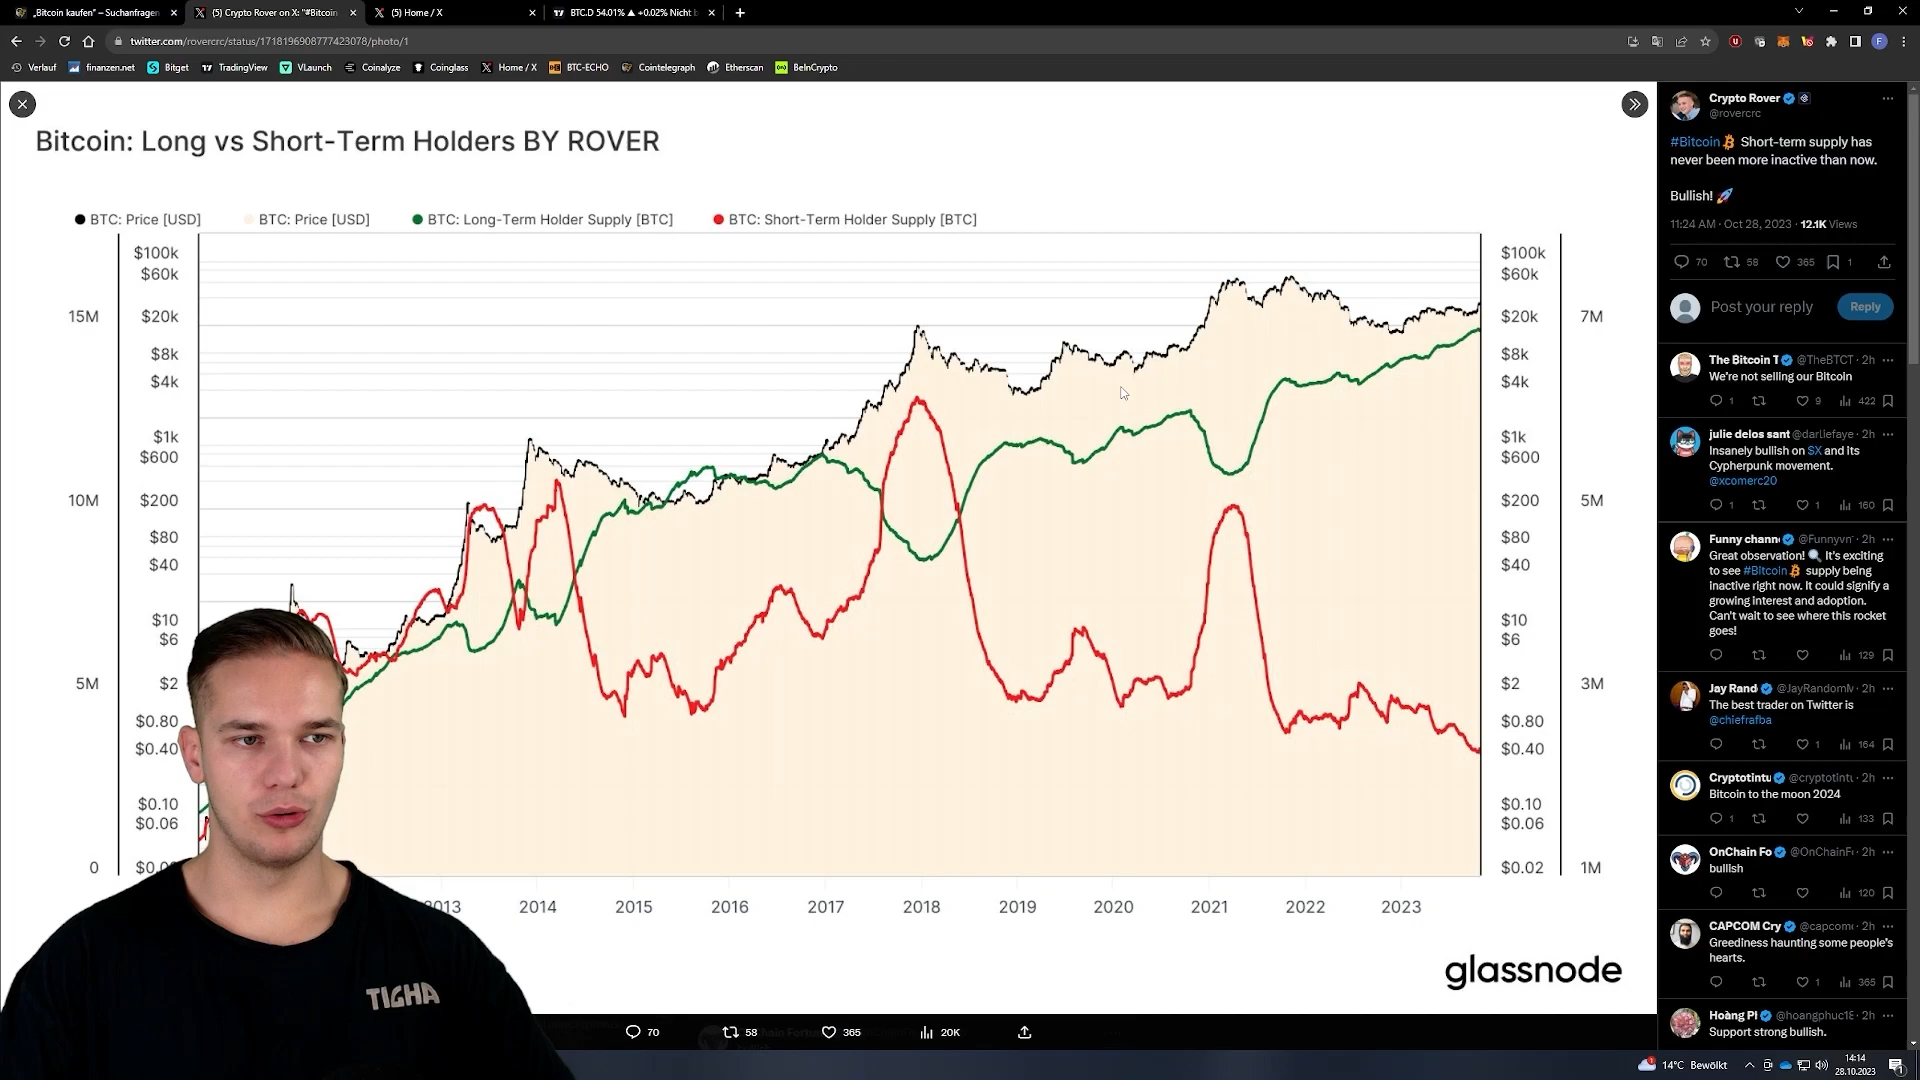 „Bitcoin kaufen“ – Suchanfragen
(5) Crypto Rover on X: "#Bitcoin
(5) Home / X
BTC.D 54.01% ▲ +0.02% Nicht b
twitter.com/rovercrc/status/1718196908777423078/photo/1
Verlauf finanzen.net Bitget TradingView VLaunch Coinalyze Coinglass Home / X BTC-ECHO Cointelegraph Etherscan BeInCrypto
Bitcoin: Long vs Short-Term Holders BY ROVER
BTC: Price [USD] BTC: Price [USD] BTC: Long-Term Holder Supply [BTC] BTC: Short-Term Holder Supply [BTC]
15M
10M
5M
0
$100k
$60k
$20k
$8k
$4k
$1k
$600
$200
$80
$40
$10
$6
$2
$0.80
$0.40
$0.10
$0.06
$0.0
$100k
$60k
$20k
$8k
$4k
$1k
$600
$200
$80
$40
$10
$6
$2
$0.80
$0.40
$0.10
$0.06
$0.02
7M
5M
3M
1M
013 2014 2015 2016 2017 2018 2019 2020 2021 2022 2023
glassnode
TIGHA
70 58 365 20K
Crypto Rover
@rovercrc
#Bitcoin Short-term supply has
never been more inactive than now.
Bullish! 🚀
11:24 AM · Oct 28, 2023 · 12.1K Views
70 58 365 1
Post your reply Reply
The Bitcoin T @TheBTCT · 2h
We're not selling our Bitcoin
1 9 422
julie delos sant @darliefaye · 2h
Insanely bullish on $X and its
Cypherpunk movement.
@xcomerc20
1 1 160
Funny channe @Funnyvn · 2h
Great observation! 🔍 It's exciting
to see #Bitcoin supply being
inactive right now. It could signify a
growing interest and adoption.
Can't wait to see where this rocket
goes!
129
Jay Rand @JayRandomN · 2h
The best trader on Twitter is
@chiefrafba
1 164
Cryptointu @cryptointu · 2h
Bitcoin to the moon 2024
1 133
OnChain Fo @OnChainF · 2h
bullish
120
CAPCOM Cry @capcom · 2h
Greediness haunting some people's
hearts.
1 365
Hoàng Pl @hoangphuc18 · 2h
Support strong bullish.
14°C Bewölkt
14:14
28.10.2023